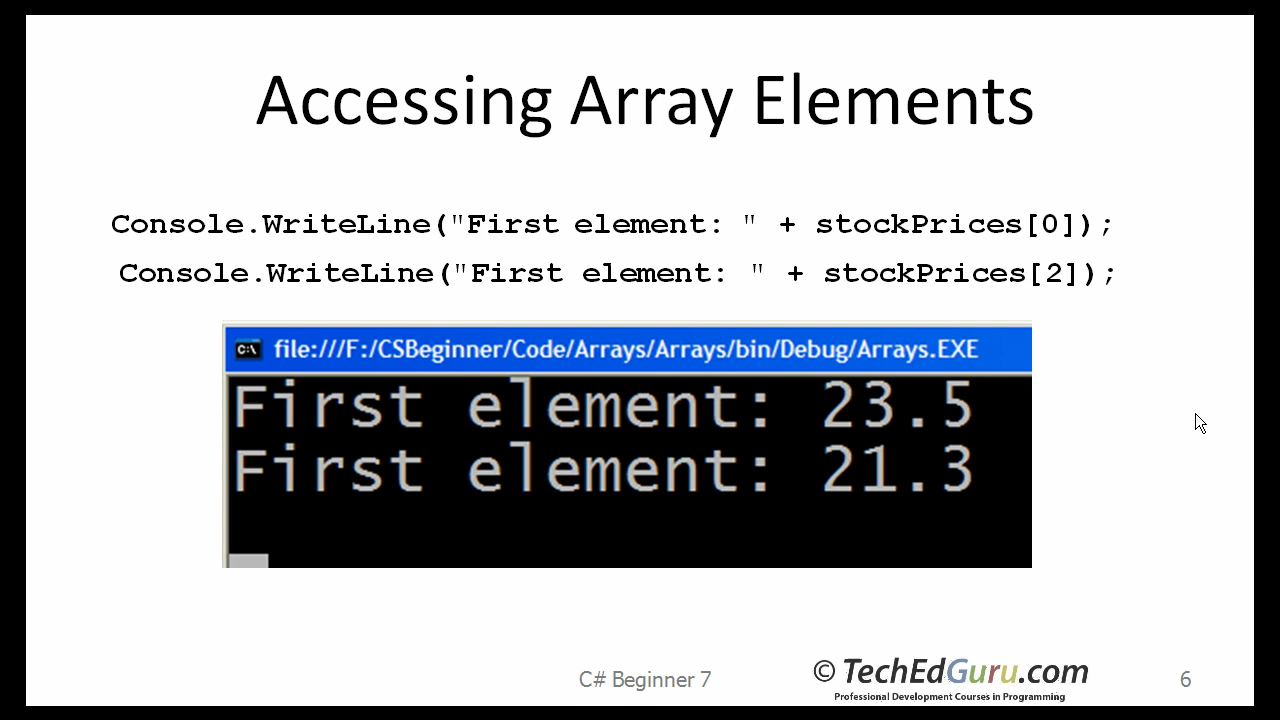 Accessing Array Elements
Console.WriteLine("First element: " + stockPrices[0]);
Console.WriteLine("First element: " + stockPrices[2]);
C:\ file:///F:/CSBeginner/Code/Arrays/Arrays/bin/Debug/Arrays.EXE
First element: 23.5
First element: 21.3
C# Beginner 7
© TechEdGuru.com
Professional Development Courses in Programming
6